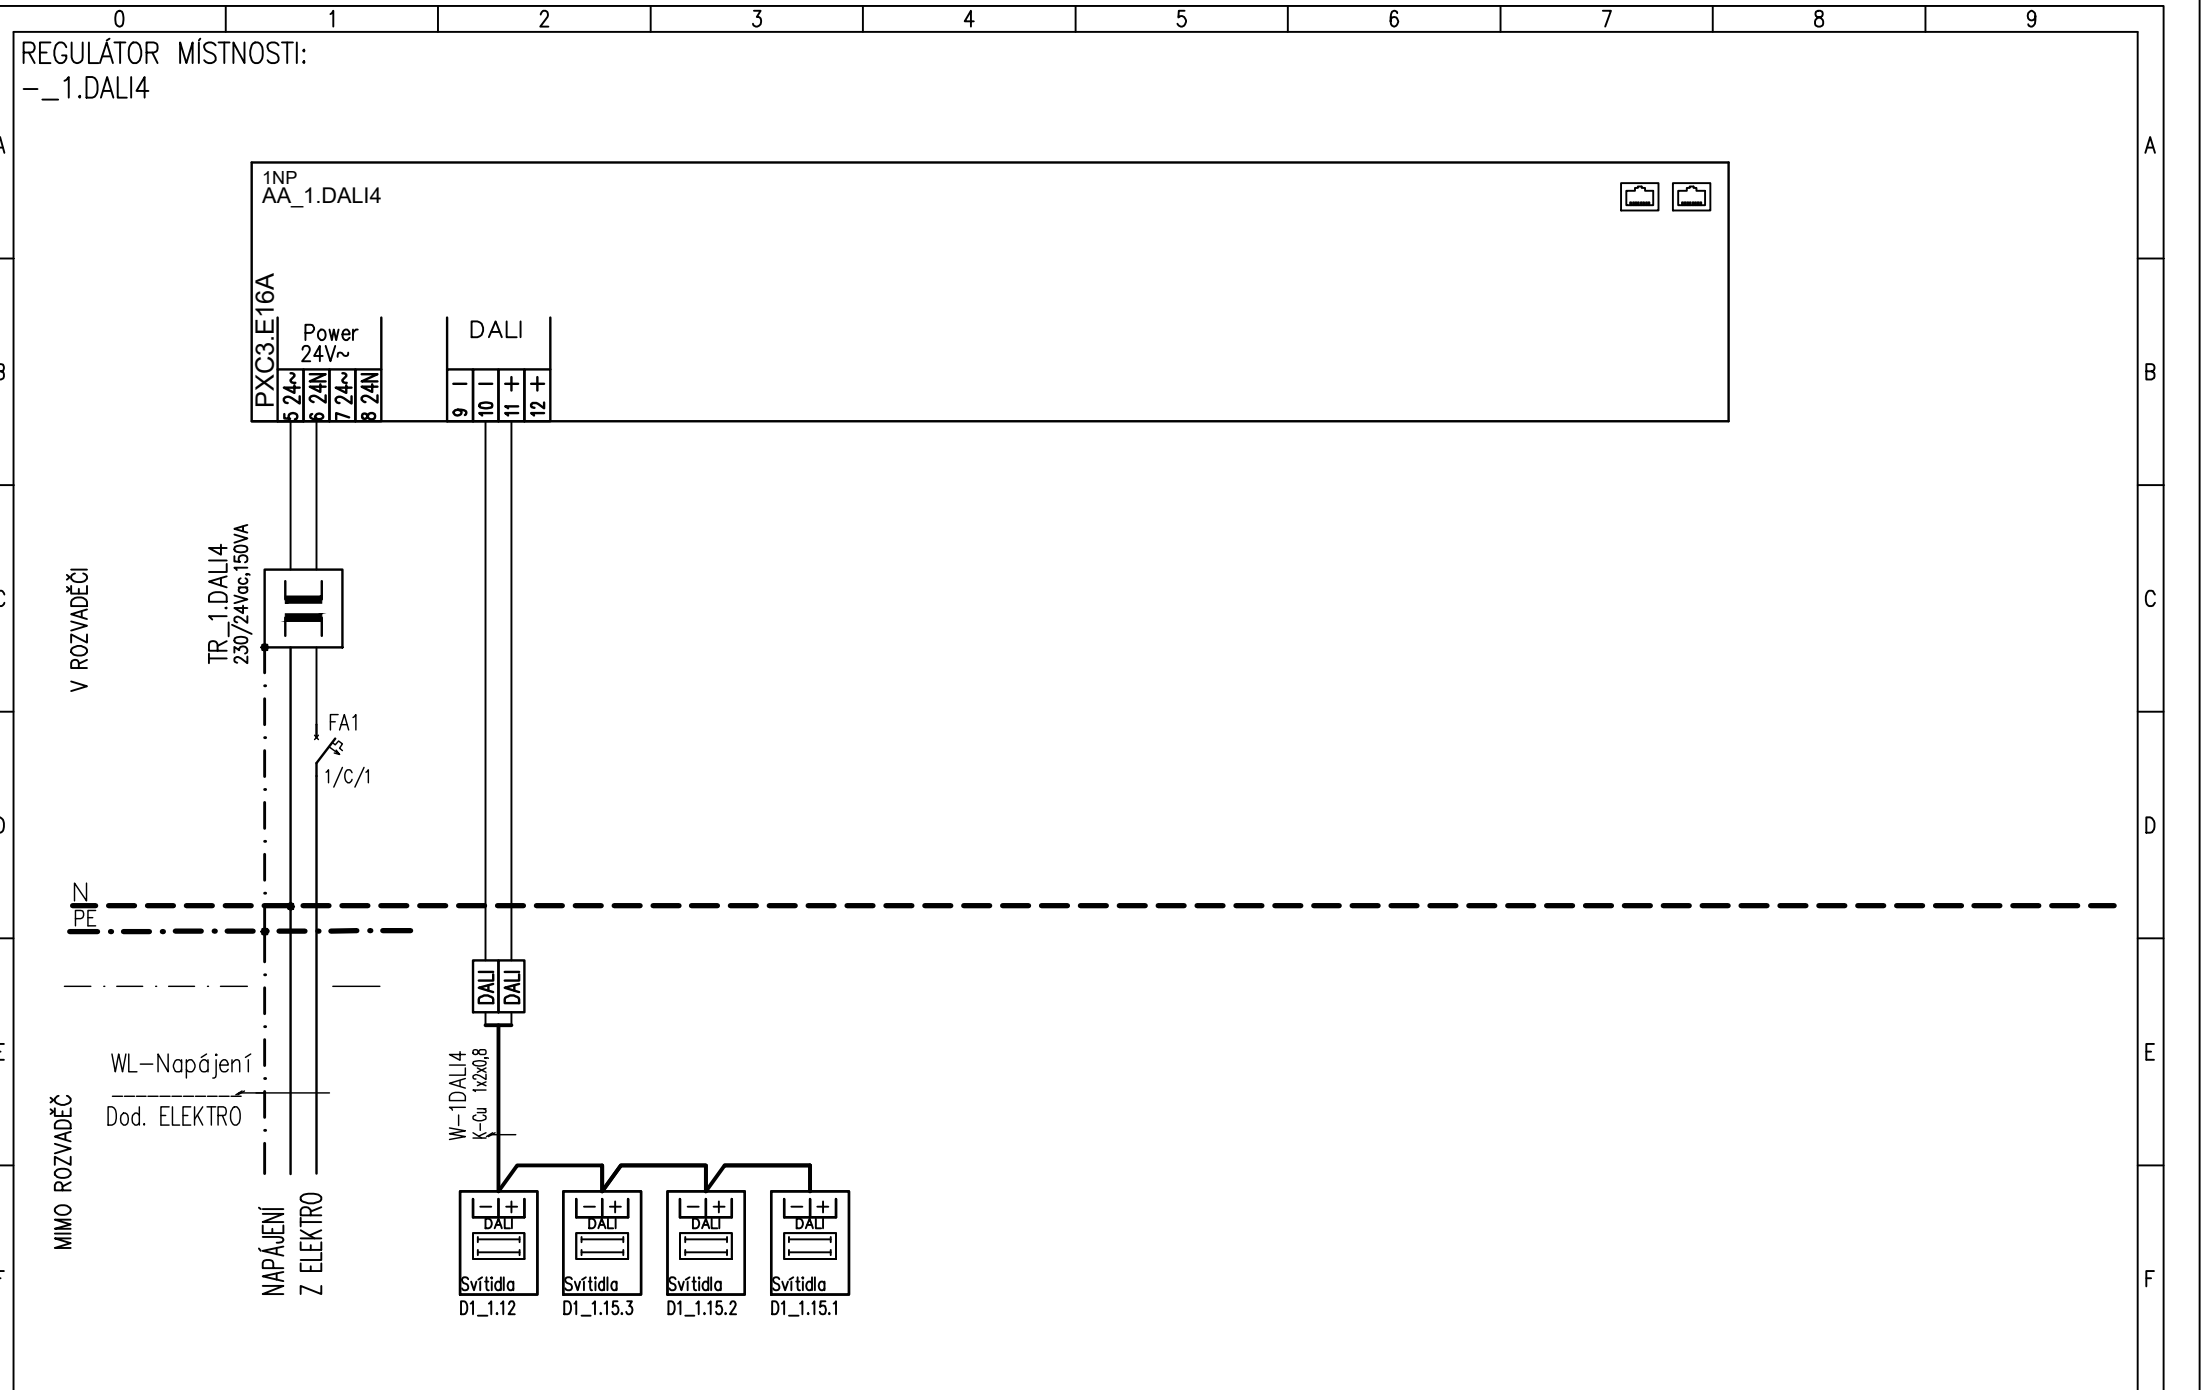 0 1 2 3 4 5 6 7 8 9
REGULÁTOR MÍSTNOSTI:
-_1.DALI4
A A
1NP
AA_1.DALI4
PXC3.E16A
Power
24V~
DALI
5 24~
6 24N
7 24~
8 24N
9 -
10 -
11 +
12 +
B B
V ROZVADĚČI
TR_1.DALI4
230/24Vac,150VA
C C
FA1
1/C/1
D D
N
PE
DALI DALI
WL-Napájení
Dod. ELEKTRO
W-1DALI4
K-Cu 1x2x0,8
E E
MIMO ROZVADĚČ
NAPÁJENÍ
Z ELEKTRO
- + - + - + - +
DALI DALI DALI DALI
Svítidla Svítidla Svítidla Svítidla
D1_1.12 D1_1.15.3 D1_1.15.2 D1_1.15.1
F